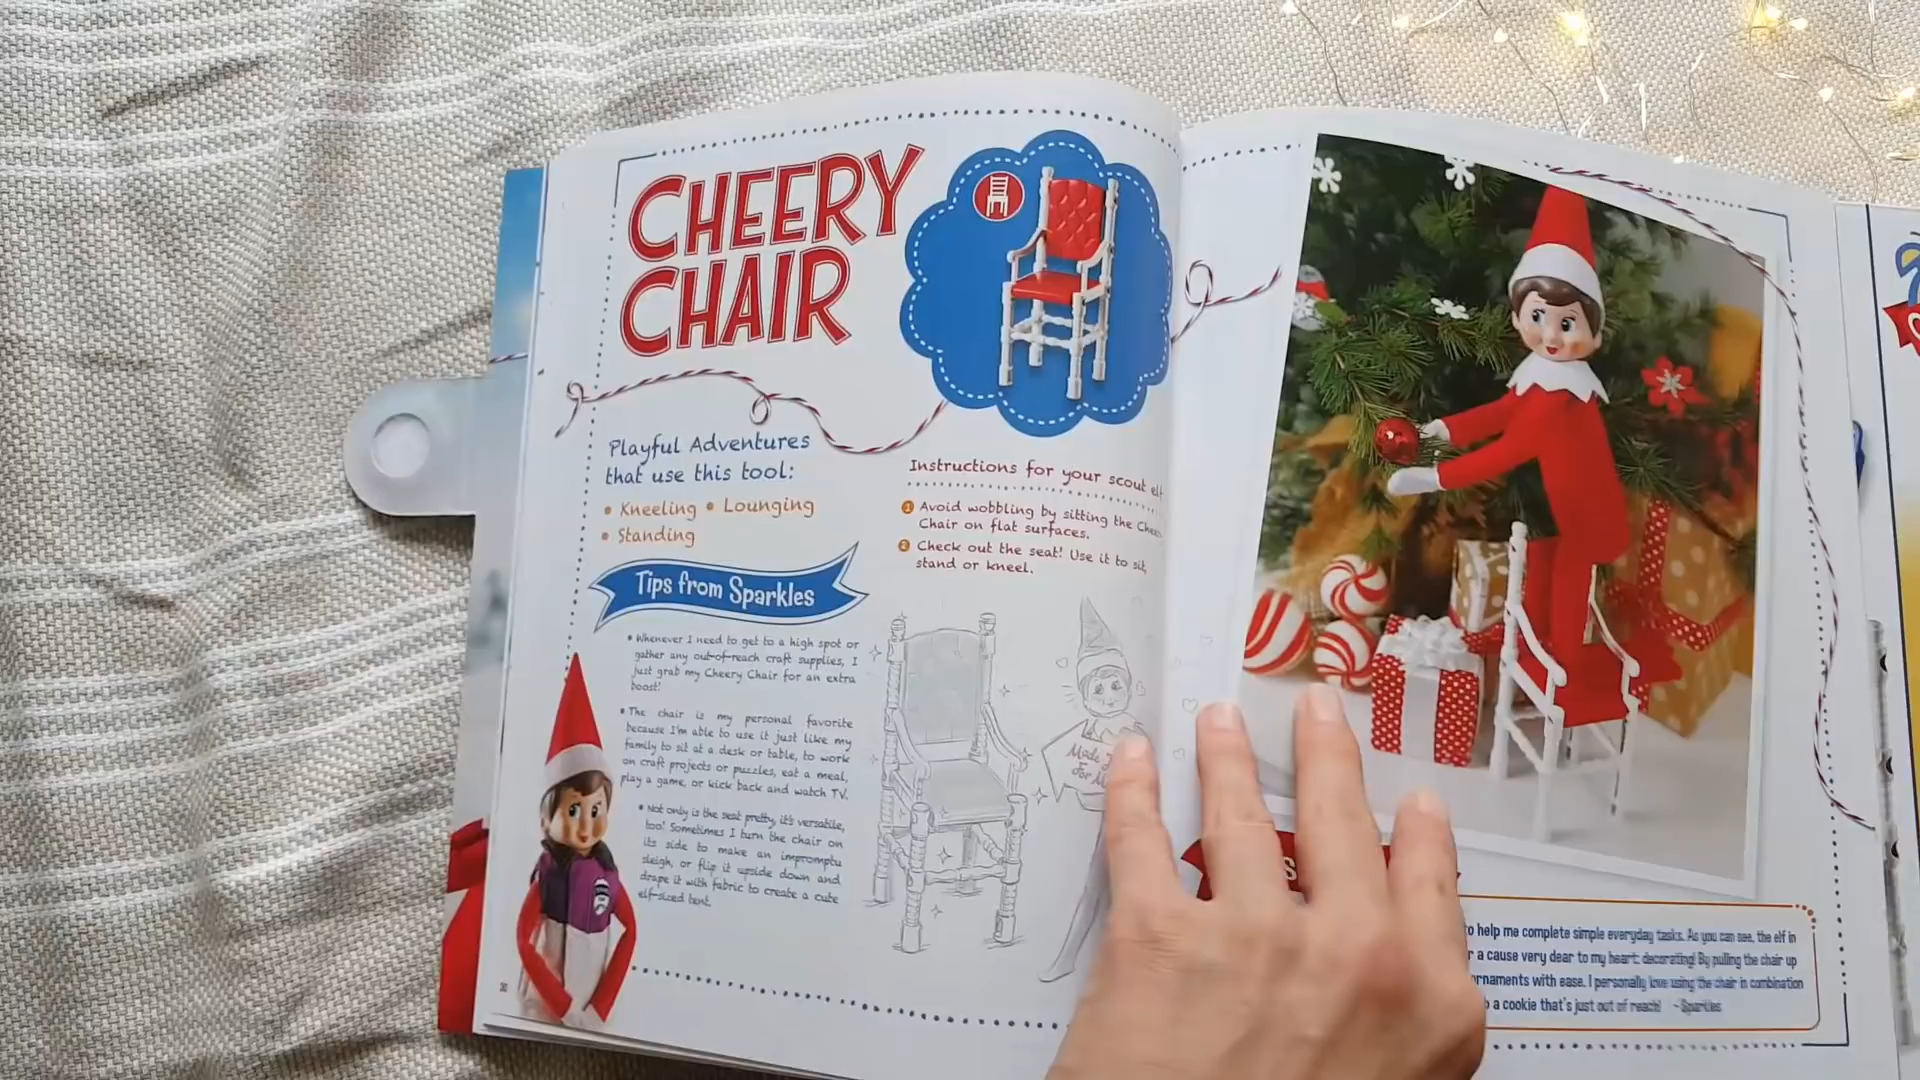 CHEERY
CHAIR
Playful Adventures
that use this tool:
• Kneeling • Lounging
• Standing
Tips from Sparkles
• Whenever I need to get to a high spot or
gather any out-of-reach craft supplies, I
just grab my Cheery Chair for an extra
boost!
• The chair is my personal favorite
because I'm able to use it just like my
family to sit at a desk or table, to work
on craft projects or puzzles, eat a meal,
play a game, or kick back and watch TV.
• Not only is the seat pretty, it's versatile,
too! Sometimes I turn the chair on
its side to make an impromptu
sleigh, or flip it upside down and
drape it with fabric to create a cute
elf-sized tent.
Instructions for your scout elf
1 Avoid wobbling by sitting the Cheery
Chair on flat surfaces.
2 Check out the seat! Use it to sit,
stand or kneel.
Made
For
to help me complete simple everyday tasks. As you can see, the elf in
a cause very dear to my heart: decorating! By pulling the chair up
ornaments with ease. I personally love using the chair in combination
a cookie that's just out of reach! ~Sparkles